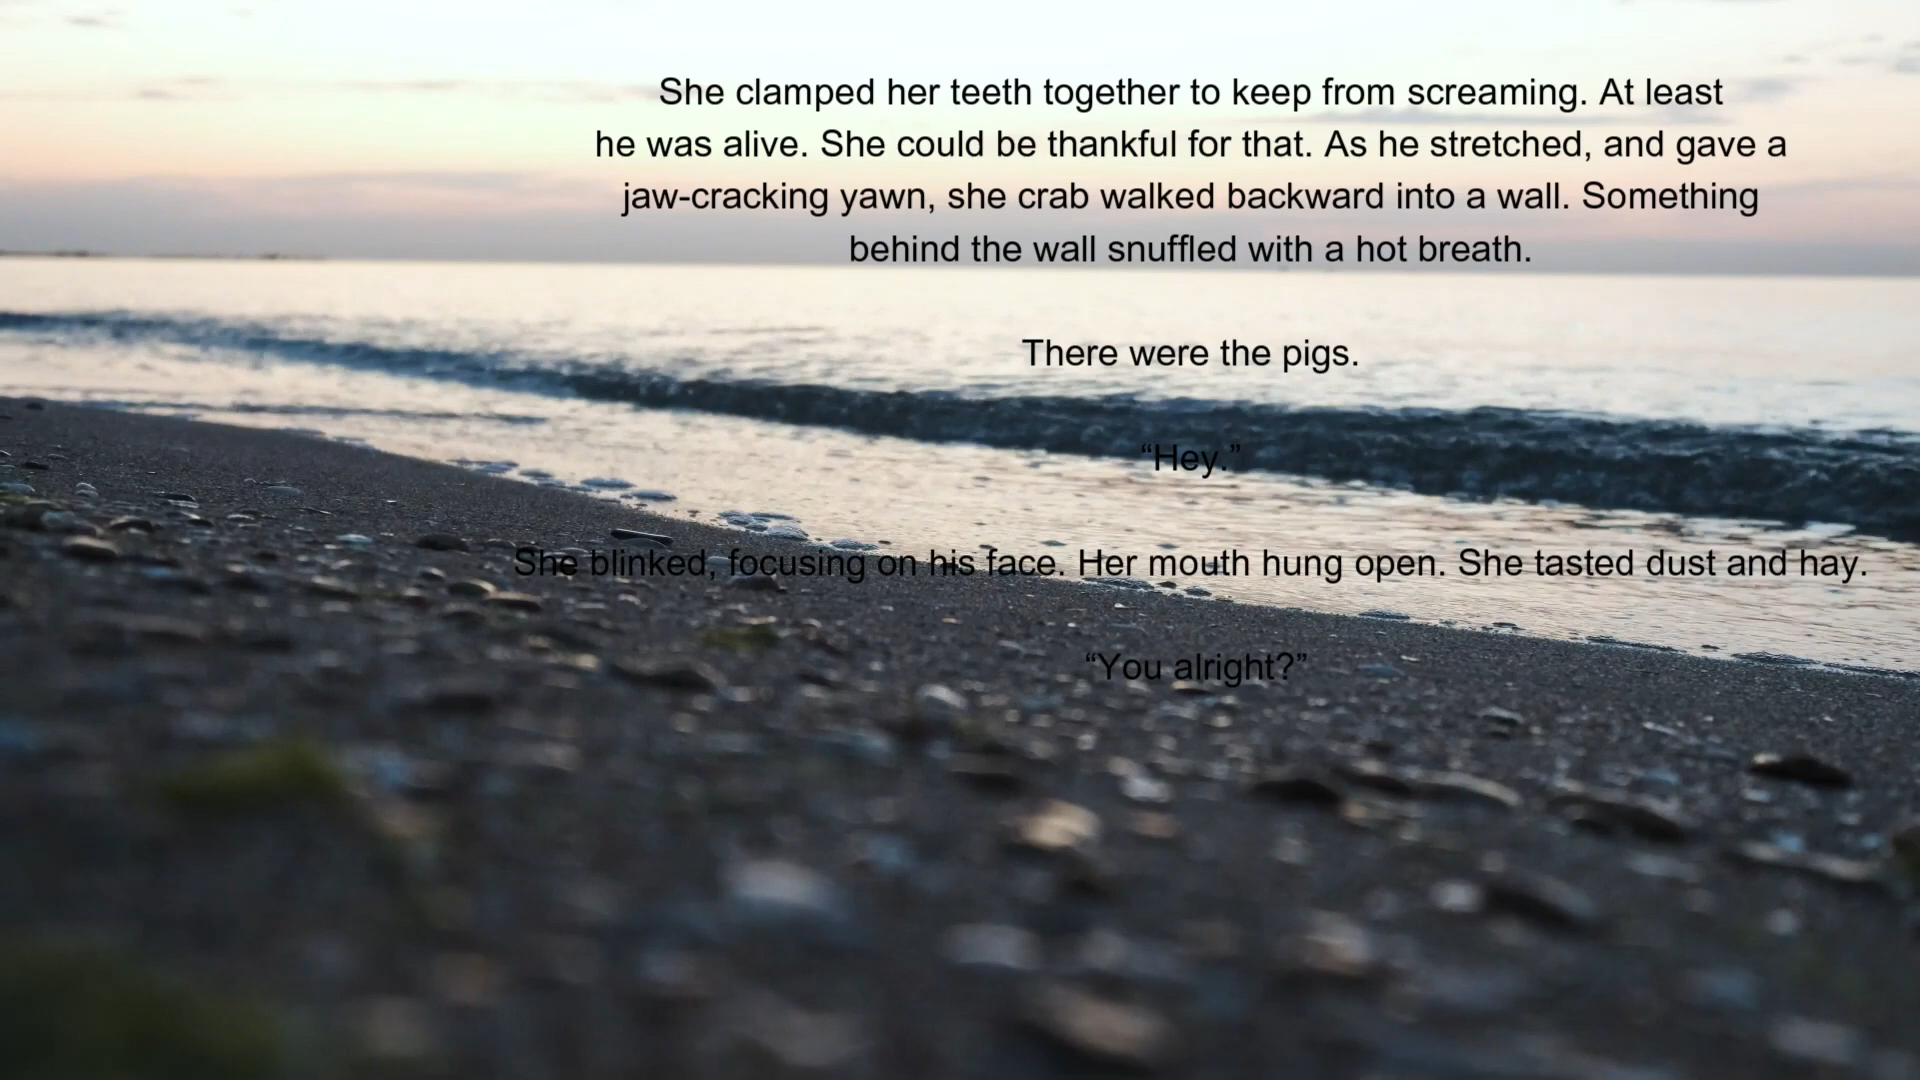 She clamped her teeth together to keep from screaming. At least
he was alive. She could be thankful for that. As he stretched, and gave a
jaw-cracking yawn, she crab walked backward into a wall. Something
behind the wall snuffled with a hot breath.
There were the pigs.
“Hey.”
She blinked, focusing on his face. Her mouth hung open. She tasted dust and hay.
“You alright?”